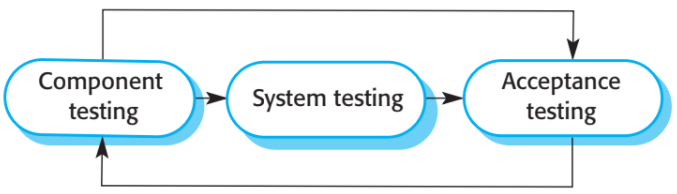 Component
testing
System testing
Acceptance
testing